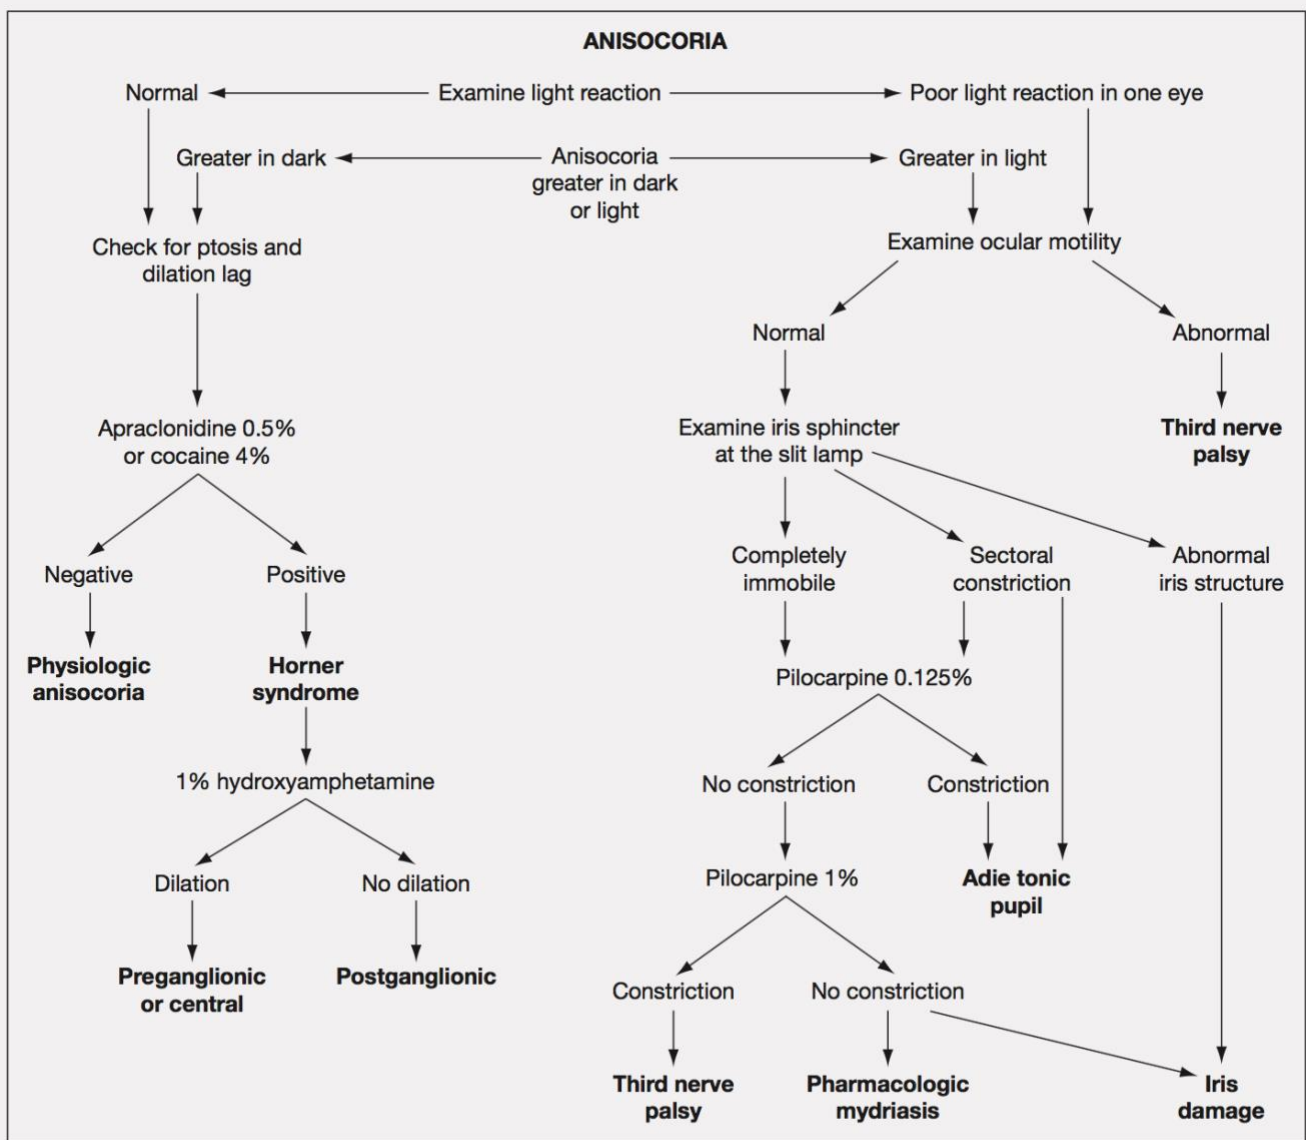 ANISOCORIA
Normal
Examine light reaction
Poor light reaction in one eye
Greater in dark
Anisocoria
greater in dark
or light
Greater in light
Check for ptosis and
dilation lag
Examine ocular motility
Normal
Abnormal
Apraclonidine 0.5%
or cocaine 4%
Examine iris sphincter
at the slit lamp
Third nerve
palsy
Negative
Positive
Completely
immobile
Sectoral
constriction
Abnormal
iris structure
Physiologic
anisocoria
Horner
syndrome
Pilocarpine 0.125%
1% hydroxyamphetamine
No constriction
Constriction
Dilation
No dilation
Pilocarpine 1%
Adie tonic
pupil
Preganglionic
or central
Postganglionic
Constriction
No constriction
Third nerve
palsy
Pharmacologic
mydriasis
Iris
damage